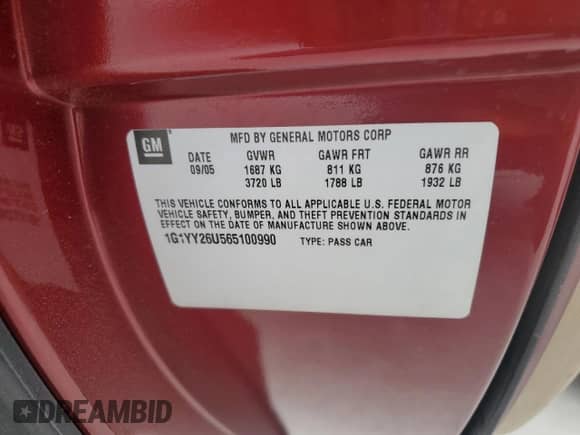 GM
MFD BY GENERAL MOTORS CORP
DATE GVWR GAWR FRT GAWR RR
09/05 1687 KG 811 KG 876 KG
3720 LB 1788 LB 1932 LB
THIS VEHICLE CONFORMS TO ALL APPLICABLE U.S. FEDERAL MOTOR
VEHICLE SAFETY, BUMPER, AND THEFT PREVENTION STANDARDS IN
EFFECT ON THE DATE OF MANUFACTURE SHOWN ABOVE.
1G1YY26U565100990 TYPE: PASS CAR
DREAMBID